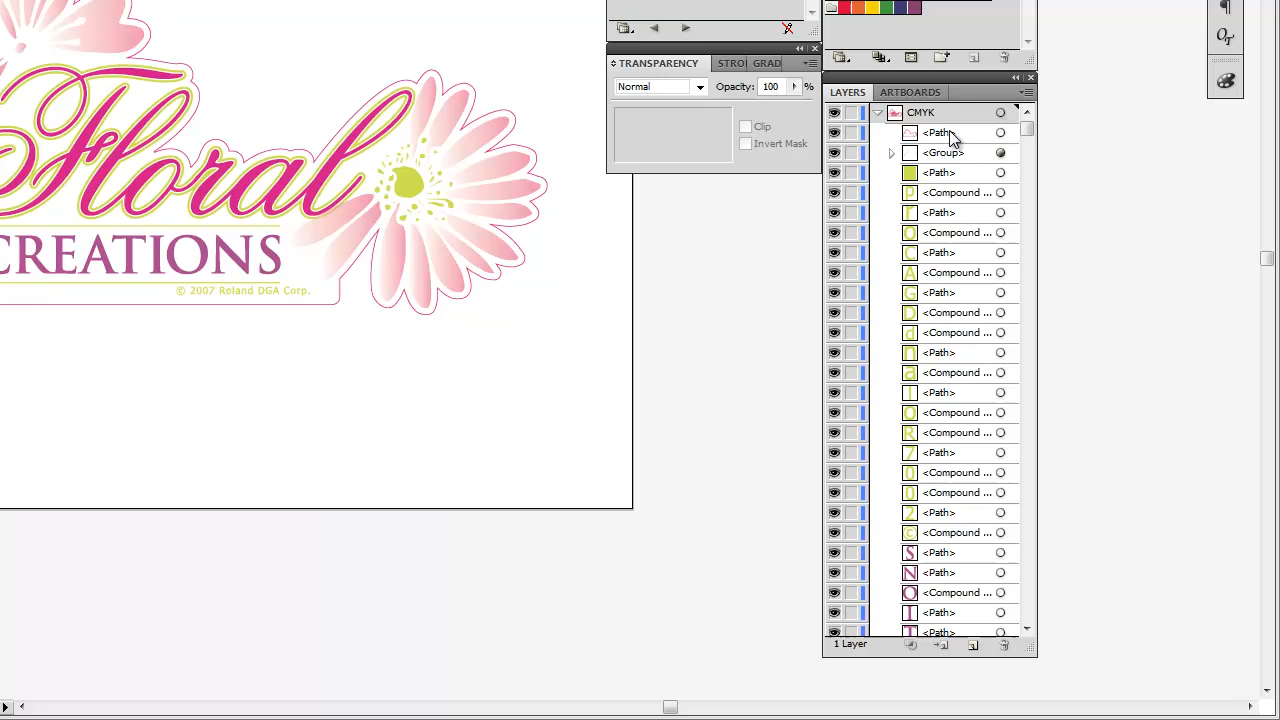 TRANSPARENCY STRO GRAD
Normal Opacity: 100 %
Clip
Invert Mask
LAYERS ARTBOARDS
CMYK
<Path>
<Group>
<Path>
<Compound ...
<Path>
<Compound ...
<Path>
<Compound ...
<Path>
<Compound ...
<Compound ...
<Path>
<Compound ...
<Path>
<Compound ...
<Compound ...
<Path>
<Compound ...
<Compound ...
<Path>
<Compound ...
<Path>
<Path>
<Compound ...
<Path>
<Path>
1 Layer
Floral
CREATIONS
© 2007 Roland DGA Corp.